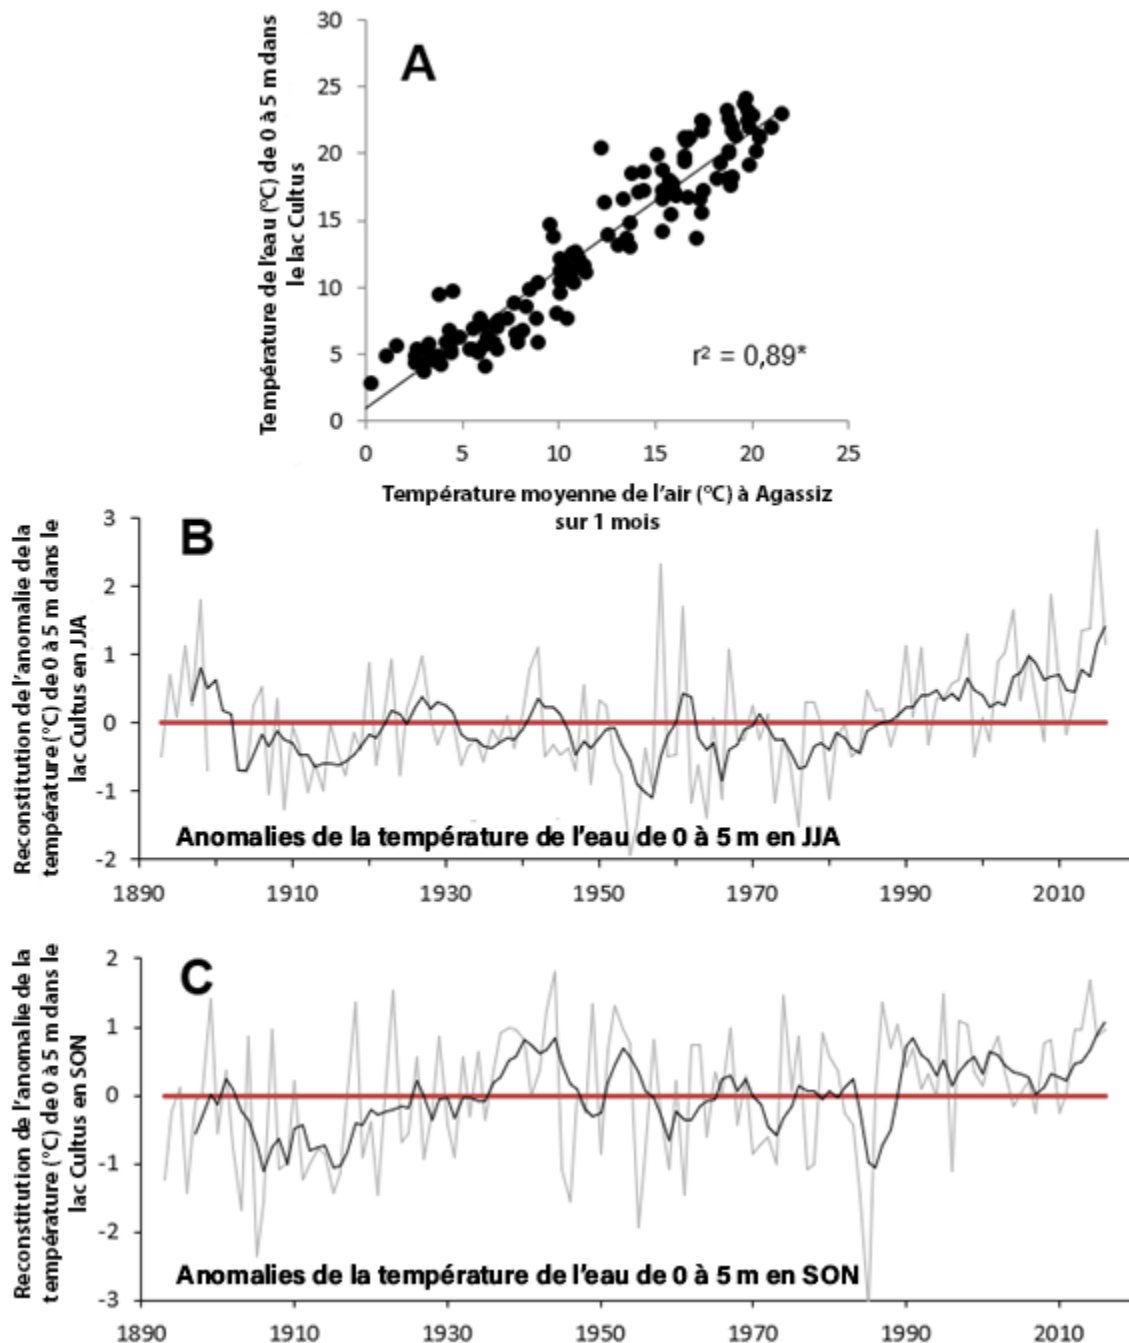 A
Température de l'eau (°C) de 0 à 5 m dans
le lac Cultus
30
25
20
15
10
5
0
r² = 0,89*
0 5 10 15 20 25
Température moyenne de l'air (°C) à Agassiz
sur 1 mois
B
Reconstitution de l'anomalie de la
température (°C) de 0 à 5 m dans le
lac Cultus en JJA
3
2
1
0
-1
-2
Anomalies de la température de l'eau de 0 à 5 m en JJA
1890 1910 1930 1950 1970 1990 2010
C
Reconstitution de l'anomalie de la
température (°C) de 0 à 5 m dans le
lac Cultus en SON
2
1
0
-1
-2
-3
Anomalies de la température de l'eau de 0 à 5 m en SON
1890 1910 1930 1950 1970 1990 2010